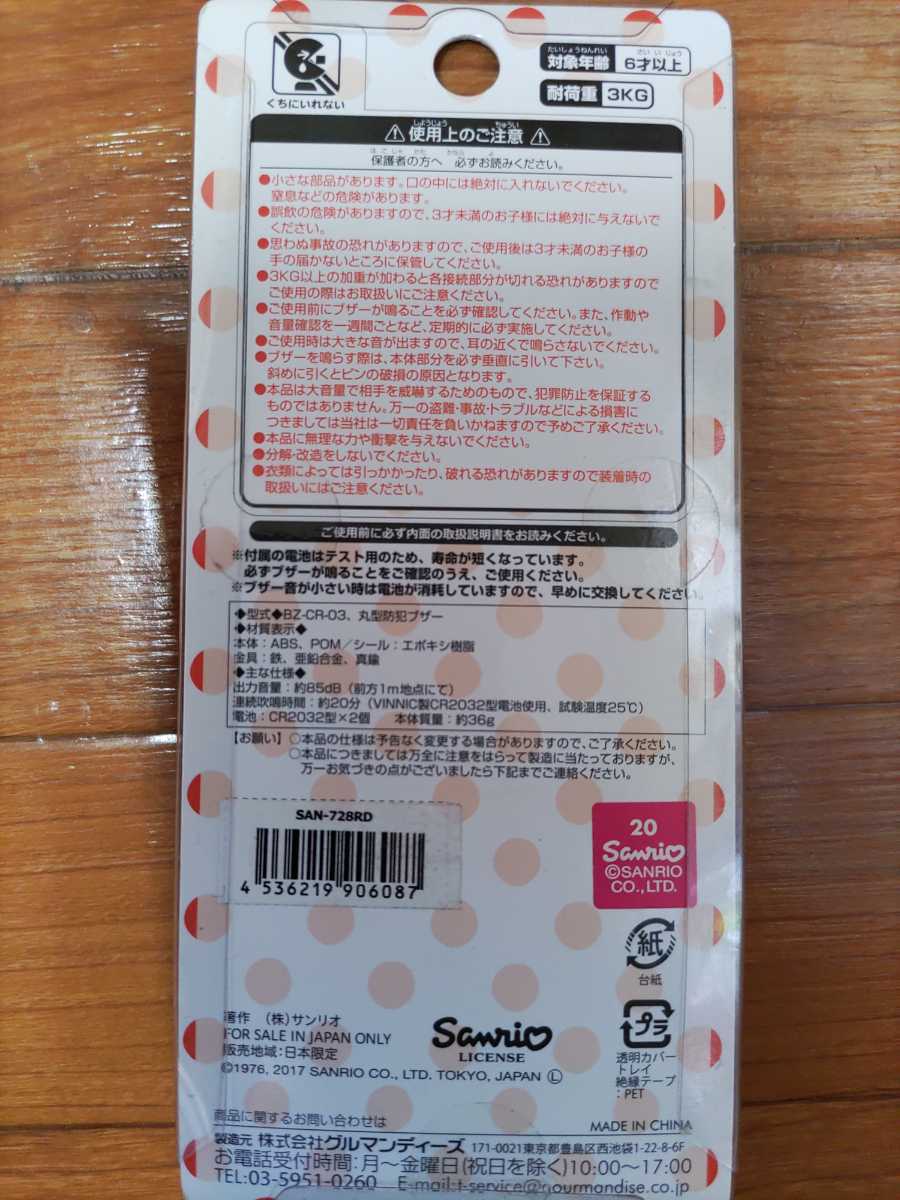 くちにいれない
たいしょうねんれい
対象年齢
さいいじょう
6才以上
耐荷重 3KG
⚠ 使用上のご注意 ⚠
保護者の方へ 必ずお読みください。
●小さな部品があります。口の中には絶対に入れないでください。
窒息などの危険があります。
●誤飲の危険がありますので、3才未満のお子様には絶対に与えないで
ください。
●思わぬ事故の恐れがありますので、ご使用後は3才未満のお子様の
手の届かないところに保管してください。
●3KG以上の加重が加わると各接続部分が切れる恐れがありますので
ご使用の際はお取扱いにご注意ください。
●ご使用前にブザーが鳴ることを必ず確認してください。また、作動や
音量確認を一週間ごとなど、定期的に必ず実施してください。
●ご使用時は大きな音が出ますので、耳の近くで鳴らさないでください。
●ブザーを鳴らす際は、本体部分を必ず垂直に引いて下さい。
斜めに引くとピンの破損の原因となります。
●本品は大音量で相手を威嚇するためのもので、犯罪防止を保証する
ものではありません。万一の盗難・事故・トラブルなどによる損害に
つきましては当社は一切責任を負いかねますので予めご了承ください。
●本品に無理な力や衝撃を与えないでください。
●分解・改造をしないでください。
●衣類によっては引っかかったり、破れる恐れがありますので装着時の
取扱いにはご注意ください。
ご使用前に必ず内面の取扱説明書をお読みください。
※付属の電池はテスト用のため、寿命が短くなっています。
必ずブザーが鳴ることをご確認のうえ、ご使用ください。
※ブザー音が小さい時は電池が消耗していますので、早めに交換してください。
◆型式◆BZ-CR-03、丸型防犯ブザー
◆材質表示◆
本体：ABS、POM／シール：エポキシ樹脂
金具：鉄、亜鉛合金、真鍮
◆主な仕様◆
出力音量：約85dB（前方1m地点にて）
連続吹鳴時間：約20分（VINNIC製CR2032型電池使用、試験温度25℃）
電池：CR2032型×2個 本体質量：約36g
【お願い】○本品の仕様は予告なく変更する場合がありますので、ご了承ください。
○本品につきましては万全に注意をはらって製造に当たっておりますが、
万一お気づきの点がございましたら下記までご連絡ください。
SAN-728RD
4 536219 906087
20
Sanrio
©SANRIO
CO.,LTD.
紙
台紙
プラ
透明カバー
トレイ
絶縁テープ
：PET
著作 （株）サンリオ
FOR SALE IN JAPAN ONLY
販売地域：日本限定
Sanrio
LICENSE
©1976, 2017 SANRIO CO., LTD. TOKYO, JAPAN Ⓛ
MADE IN CHINA
商品に関するお問い合わせは
製造元 株式会社グルマンディーズ 171-0021東京都豊島区西池袋1-22-8-6F
お電話受付時間：月〜金曜日(祝日を除く)10:00〜17:00
TEL:03-5951-0260 E-mail:t-service@gourmandise.co.jp